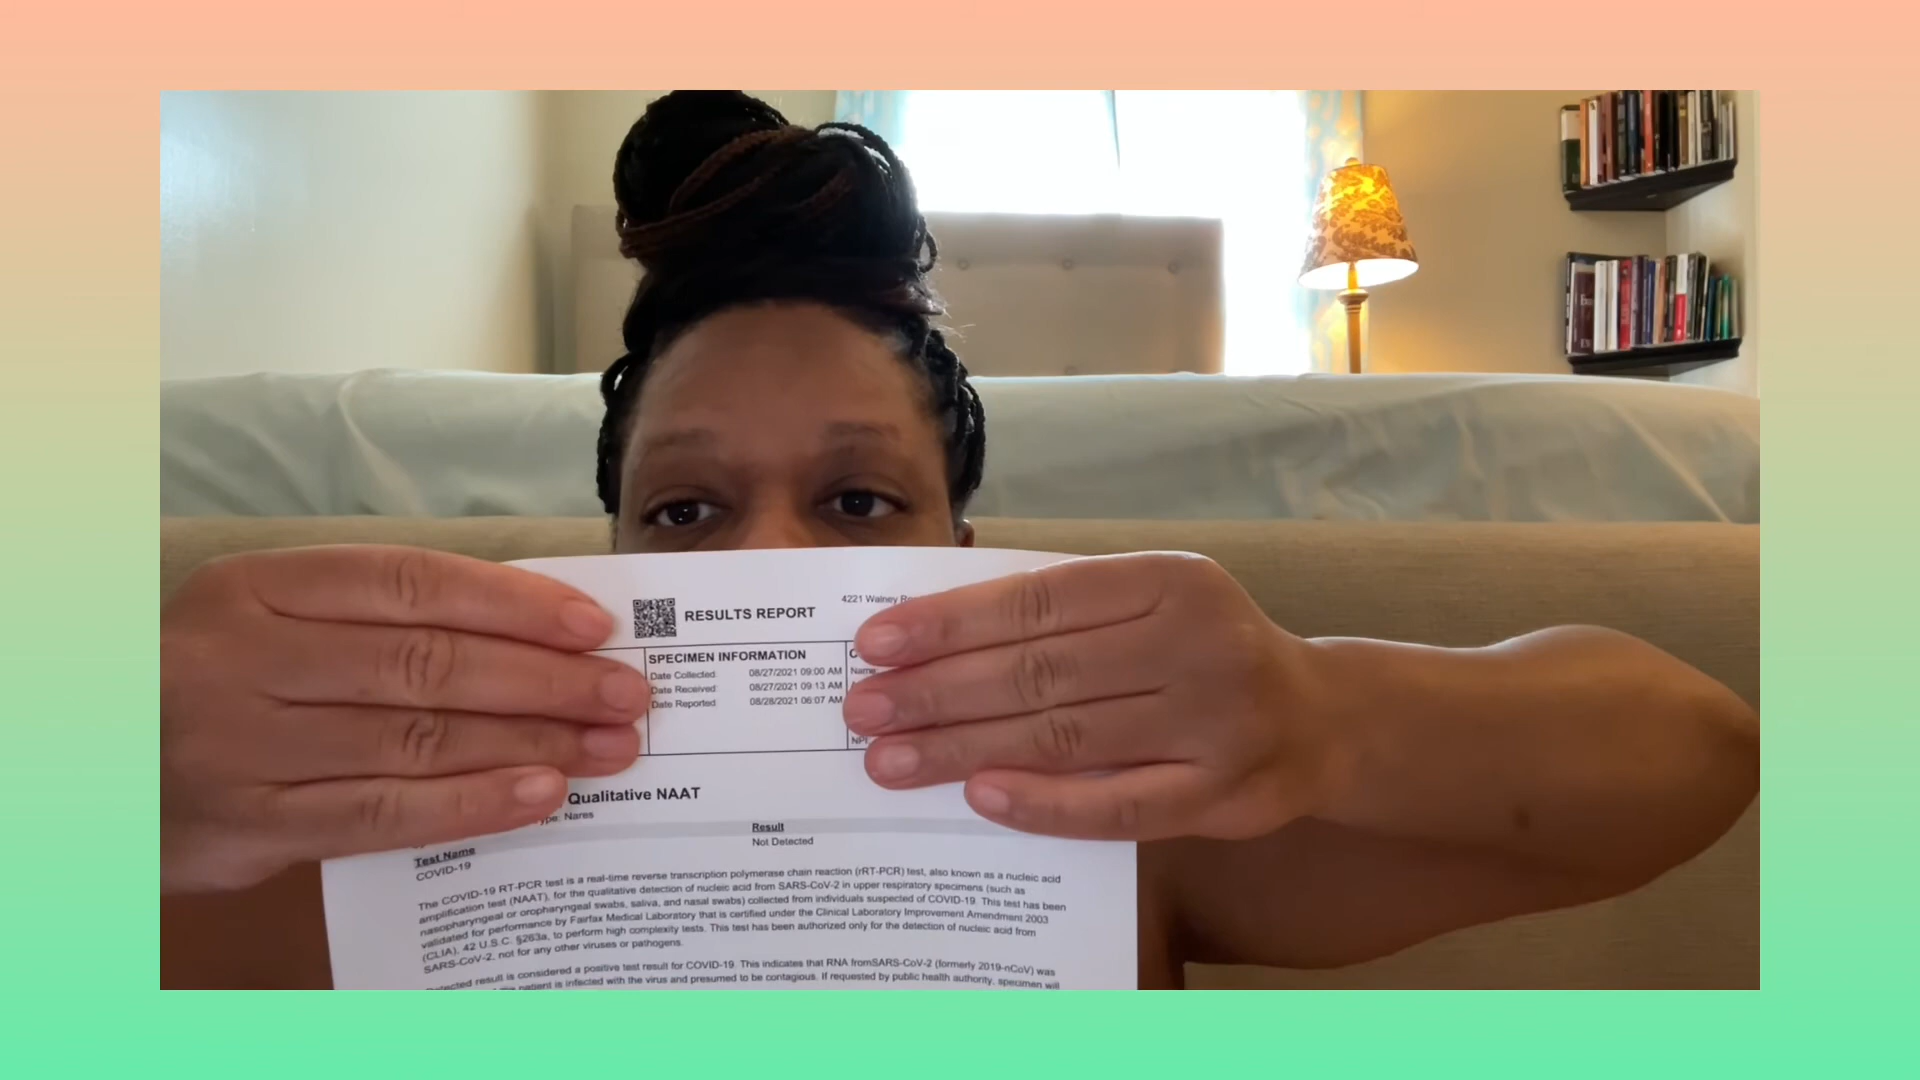 4221 Walney
RESULTS REPORT
SPECIMEN INFORMATION
Date Collected 08/27/2021 09:00 AM Name
Date Received 08/27/2021 09 13 AM
Date Reported 08/28/2021 06:07 AM
NPI
Qualitative NAAT
ype: Nares
Result
Not Detected
Test Name
COVID-19
The COVID-19 RT-PCR test is a real-time reverse transcription polymerase chain reaction (rRT-PCR) test, also known as a nucleic acid
amplification test (NAAT), for the qualitative detection of nucleic acid from SARS-CoV-2 in upper respiratory specimens (such as
nasopharyngeal or oropharyngeal swabs, saliva, and nasal swabs) collected from individuals suspected of COVID-19. This test has been
validated for performance by Fairfax Medical Laboratory that is certified under the Clinical Laboratory Improvement Amendment 2003
(CLIA), 42 U.S.C. §263a, to perform high complexity tests. This test has been authorized only for the detection of nucleic acid from
SARS-CoV-2, not for any other viruses or pathogens.
result is considered a positive test result for COVID-19. This indicates that RNA fromSARS-CoV-2 (formerly 2019-nCoV) was
patient is infected with the virus and presumed to be contagious. If requested by public health authority, specimen will